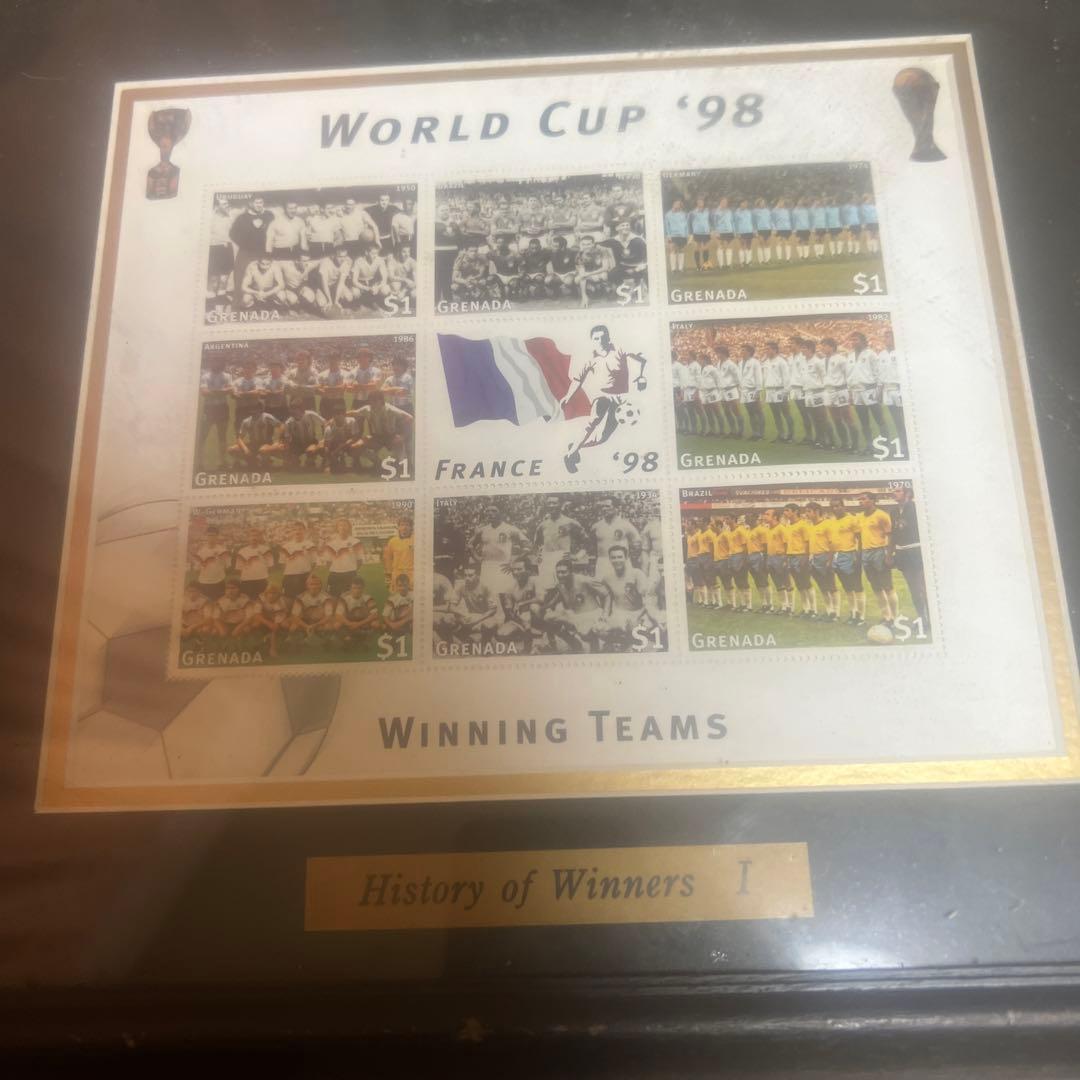 WORLD CUP '98
URUGUAY 1950
GRENADA $1
BRAZIL
GRENADA $1
GERMANY 1974
GRENADA $1
ARGENTINA 1986
GRENADA $1
FRANCE '98
ITALY 1982
GRENADA $1
W. GERMANY 1990
GRENADA $1
ITALY 1934
GRENADA $1
BRAZIL 1970
GRENADA $1
WINNING TEAMS
History of Winners I